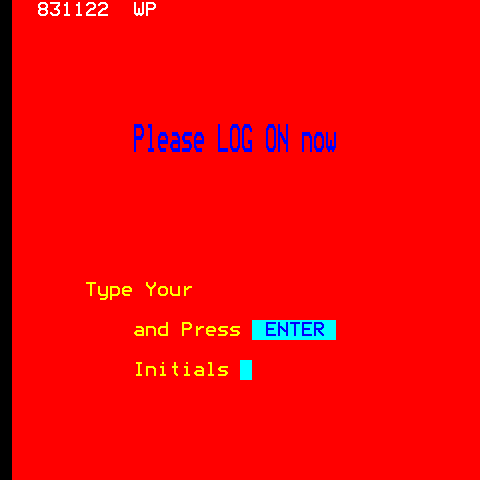 831122 WP
Please LOG ON now
Type Your
and Press ENTER
Initials